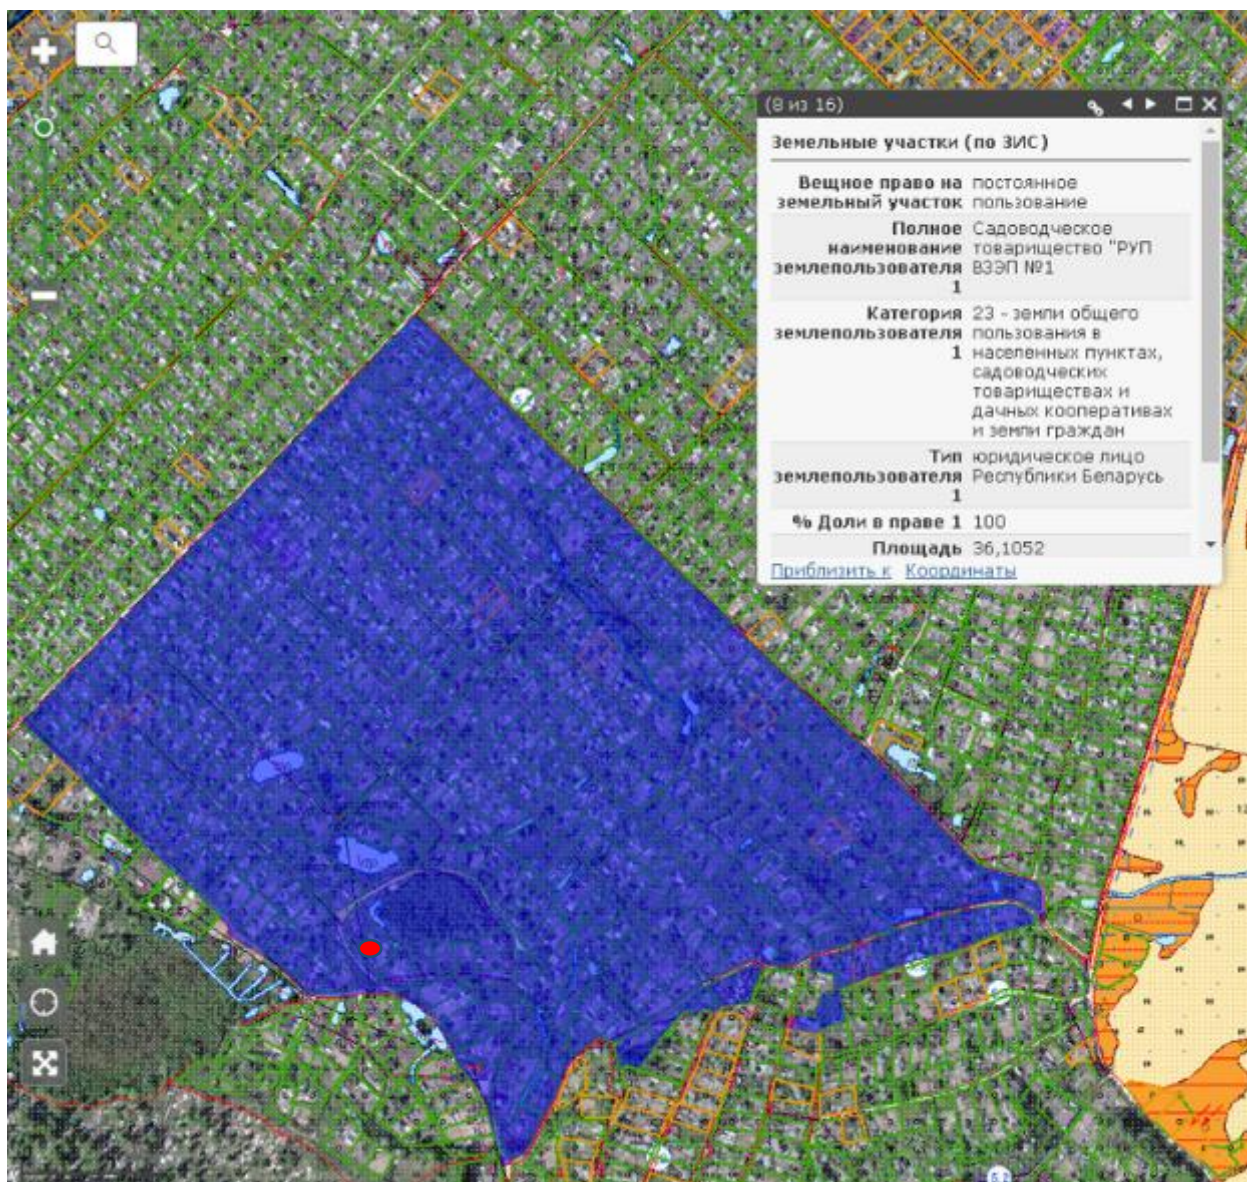 (8 из 16)
Земельные участки (по ЗИС)
Вещное право на постоянное
земельный участок пользование
Полное Садоводческое
наименование товарищество "РУП
землепользователя ВЗЭП №1
1
Категория 23 - земли общего
землепользователя пользования в
1 населенных пунктах,
садоводческих
товариществах и
дачных кооперативах
и земли граждан
Тип юридическое лицо
землепользователя Республики Беларусь
1
% Доли в праве 1 100
Площадь 36,1052
Приблизить к Координаты